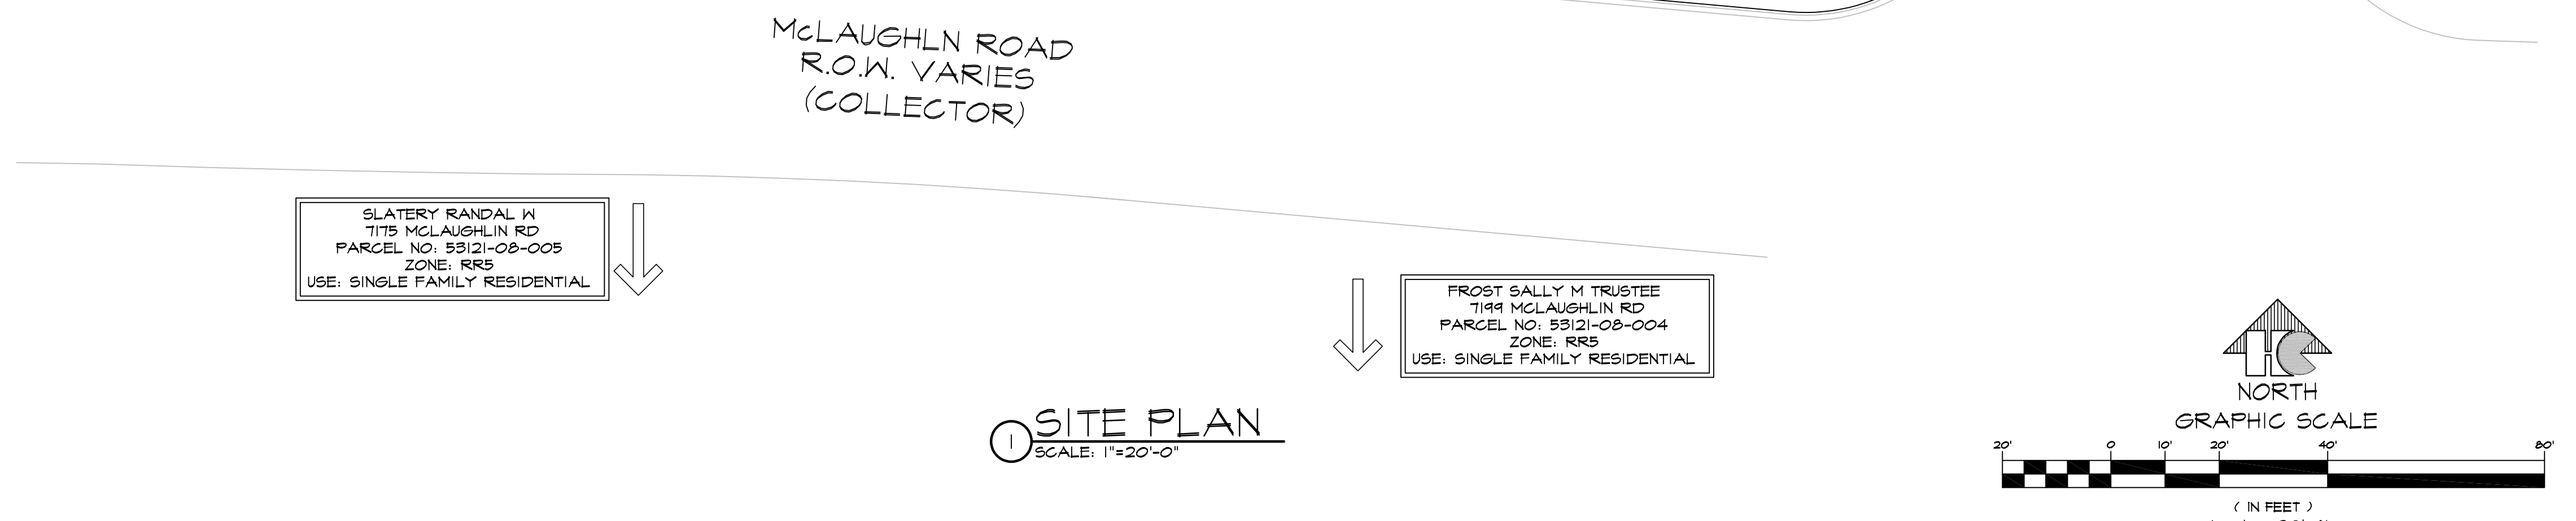 McLAUGHLN ROAD
R.O.W. VARIES
(COLLECTOR)
SLATERY RANDAL W
7175 MCLAUGHLIN RD
PARCEL NO: 53121-08-005
ZONE: RR5
USE: SINGLE FAMILY RESIDENTIAL
FROST SALLY M TRUSTEE
7199 MCLAUGHLIN RD
PARCEL NO: 53121-08-004
ZONE: RR5
USE: SINGLE FAMILY RESIDENTIAL
1 SITE PLAN
SCALE: 1"=20'-0"
NORTH
GRAPHIC SCALE
20' 0 10' 20' 40' 80'
( IN FEET )